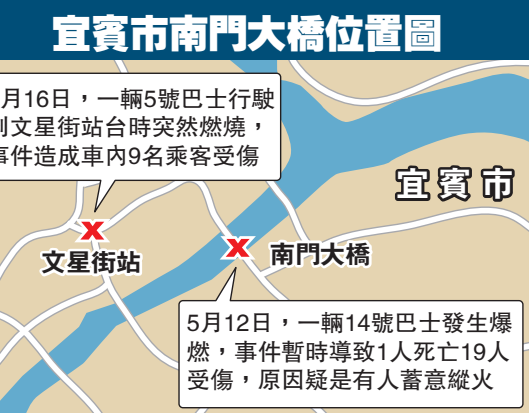 宜賓市南門大橋位置圖
月16日，一輛5號巴士行駛
到文星街站台時突然燃燒，
事件造成車內9名乘客受傷
宜賓市
文星街站
南門大橋
5月12日，一輛14號巴士發生爆
燃，事件暫時導致1人死亡19人
受傷，原因疑是有人蓄意縱火